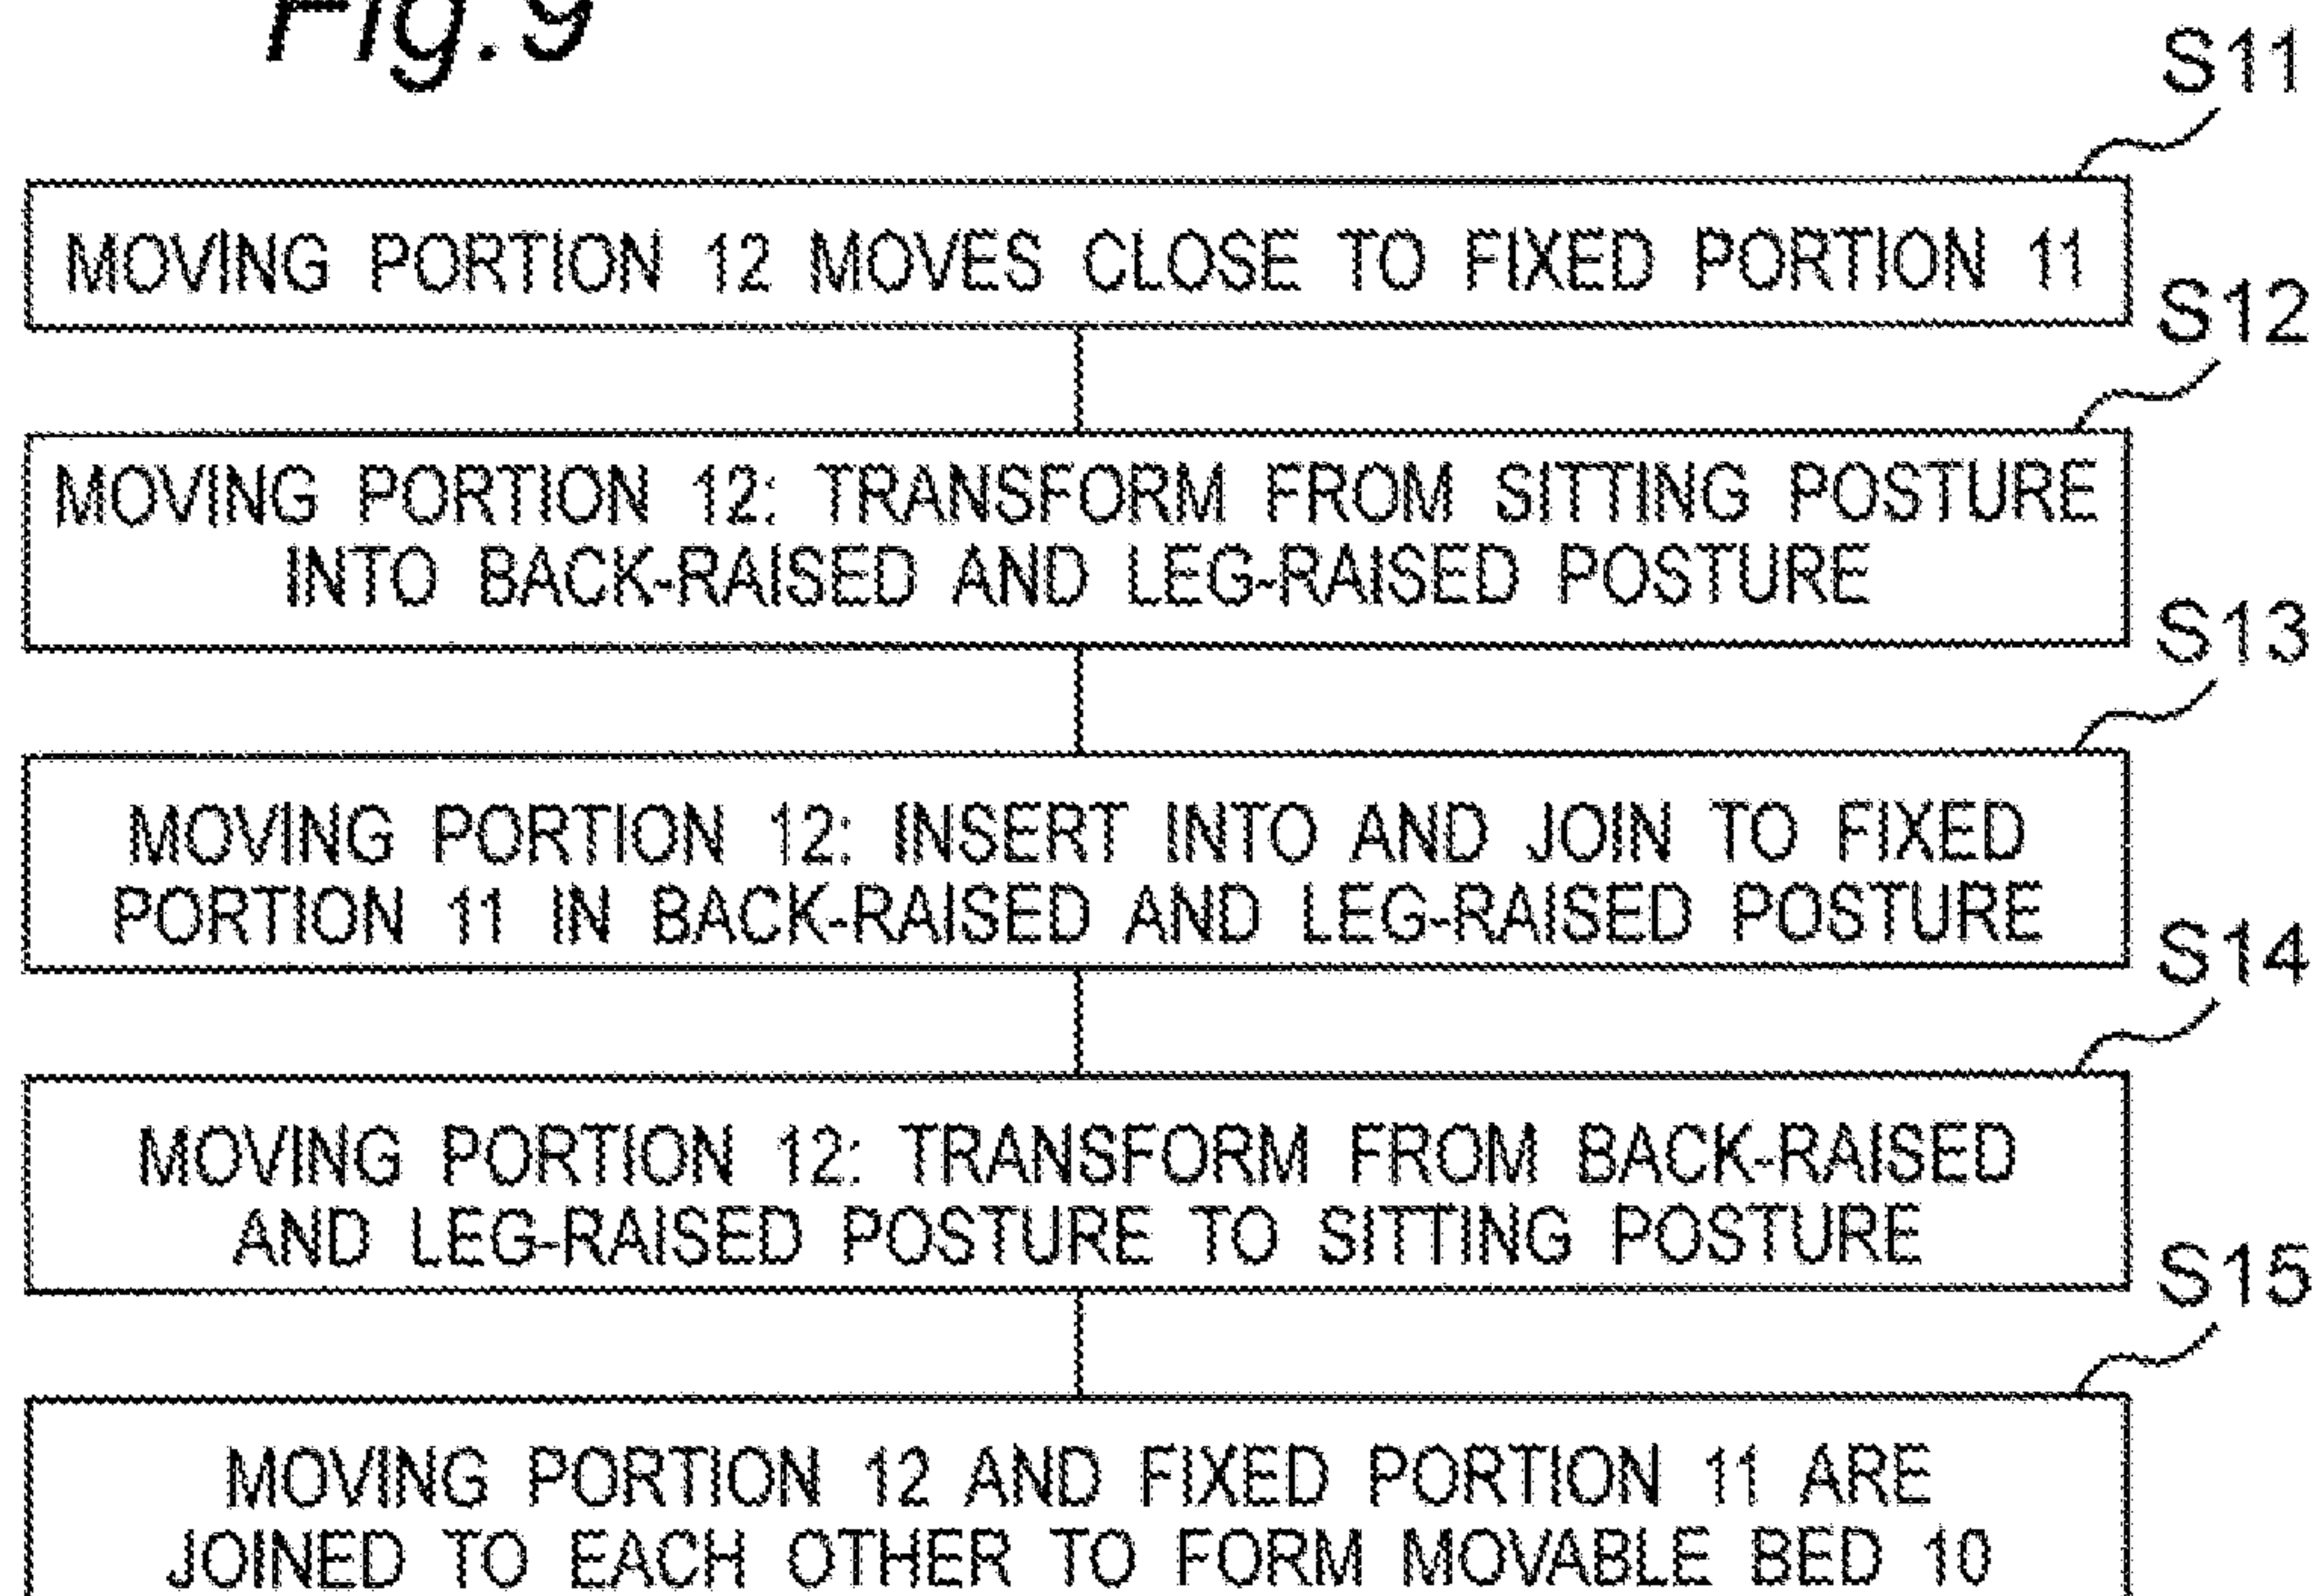 Fig.9
S11
MOVING PORTION 12 MOVES CLOSE TO FIXED PORTION 11
S12
MOVING PORTION 12: TRANSFORM FROM SITTING POSTURE
INTO BACK-RAISED AND LEG-RAISED POSTURE
S13
MOVING PORTION 12: INSERT INTO AND JOIN TO FIXED
PORTION 11 IN BACK-RAISED AND LEG-RAISED POSTURE
S14
MOVING PORTION 12: TRANSFORM FROM BACK-RAISED
AND LEG-RAISED POSTURE TO SITTING POSTURE
S15
MOVING PORTION 12 AND FIXED PORTION 11 ARE
JOINED TO EACH OTHER TO FORM MOVABLE BED 10